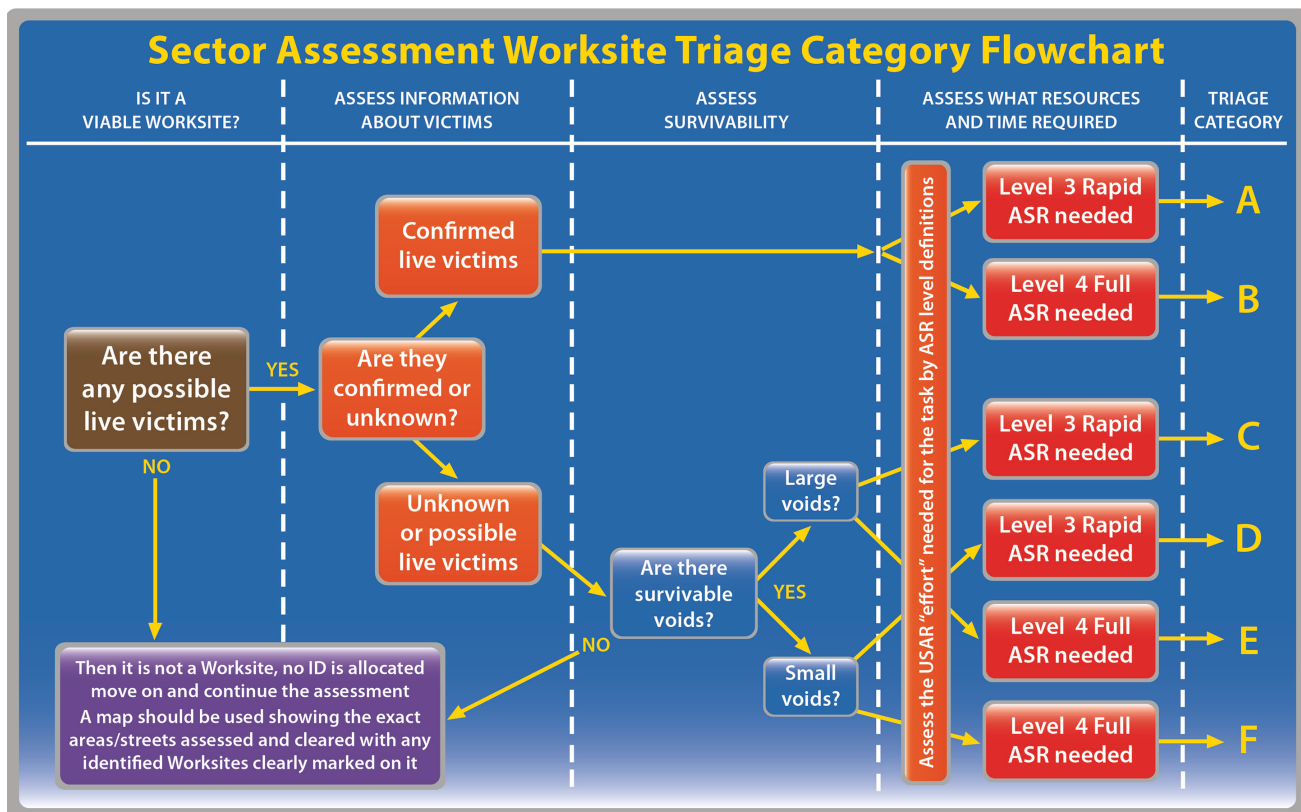 Sector Assessment Worksite Triage Category Flowchart
IS IT A
VIABLE WORKSITE?
ASSESS INFORMATION
ABOUT VICTIMS
ASSESS
SURVIVABILITY
ASSESS WHAT RESOURCES
AND TIME REQUIRED
TRIAGE
CATEGORY
Are there
any possible
live victims?
YES
NO
Are they
confirmed or
unknown?
Confirmed
live victims
Unknown
or possible
live victims
Are there
survivable
voids?
YES
NO
Large
voids?
Small
voids?
Assess the USAR "effort" needed for the task by ASR level definitions
Level 3 Rapid
ASR needed
A
Level 4 Full
ASR needed
B
Level 3 Rapid
ASR needed
C
Level 3 Rapid
ASR needed
D
Level 4 Full
ASR needed
E
Level 4 Full
ASR needed
F
Then it is not a Worksite, no ID is allocated
move on and continue the assessment
A map should be used showing the exact
areas/streets assessed and cleared with any
identified Worksites clearly marked on it